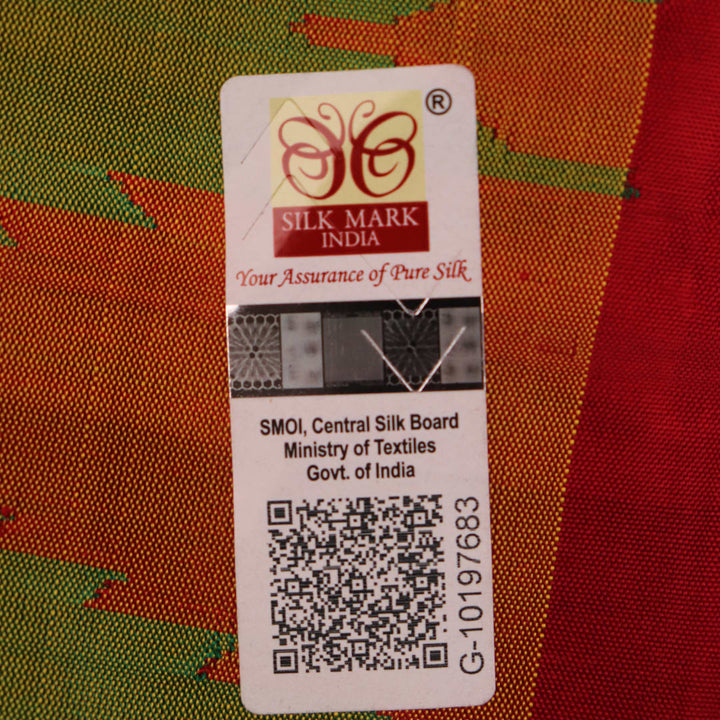 ®
SILK MARK
INDIA
Your Assurance of Pure Silk
SMOI, Central Silk Board
Ministry of Textiles
Govt. of India
G-10197683